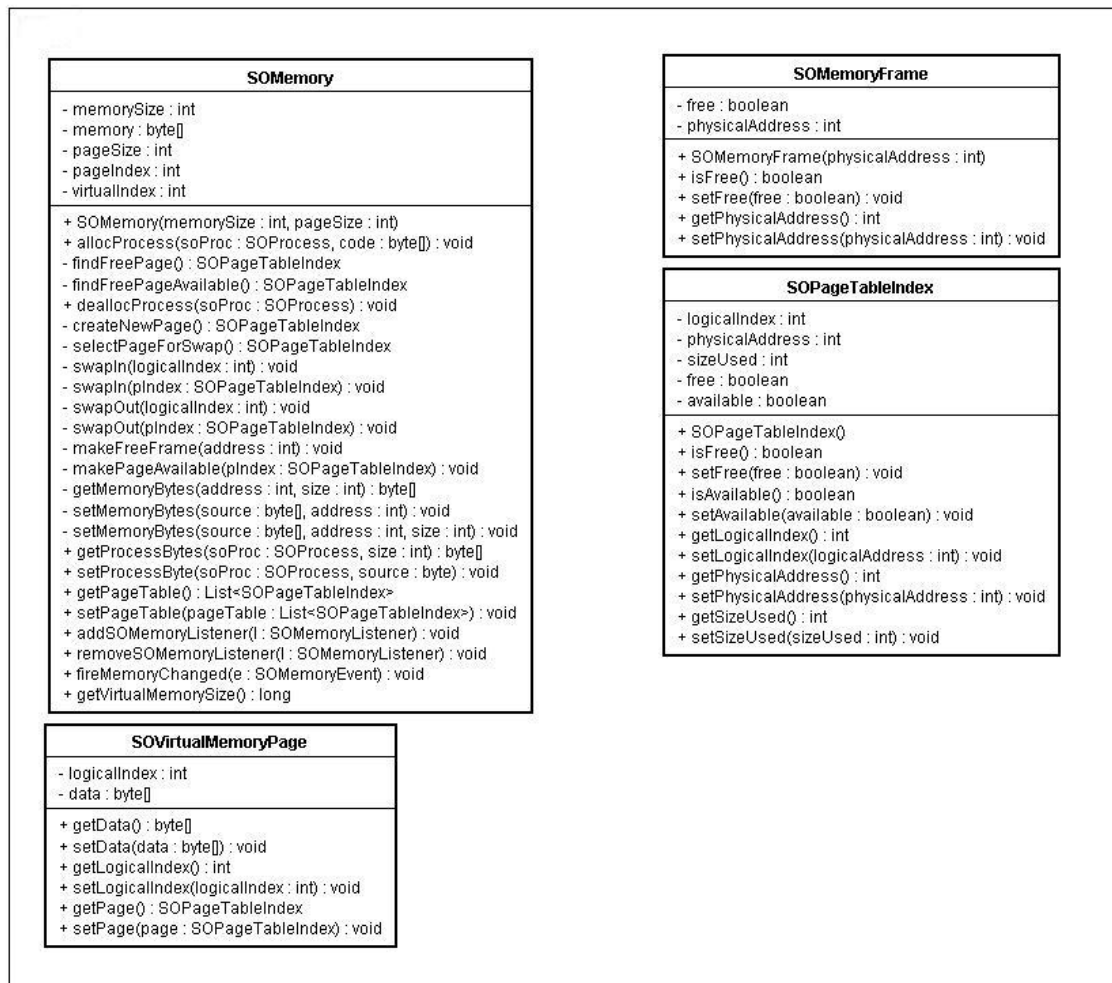 SOMemory
- memorySize : int
- memory : byte[]
- pageSize : int
- pageIndex : int
- virtualIndex : int
+ SOMemory(memorySize : int, pageSize : int)
+ allocProcess(soProc : SOProcess, code : byte[]) : void
- findFreePage() : SOPageTableIndex
- findFreePageAvailable() : SOPageTableIndex
+ deallocProcess(soProc : SOProcess) : void
- createNewPage() : SOPageTableIndex
- selectPageForSwap() : SOPageTableIndex
- swapIn(logicalIndex : int) : void
- swapIn(pIndex : SOPageTableIndex) : void
- swapOut(logicalIndex : int) : void
- swapOut(pIndex : SOPageTableIndex) : void
- makeFreeFrame(address : int) : void
- makePageAvailable(pIndex : SOPageTableIndex) : void
- getMemoryBytes(address : int, size : int) : byte[]
- setMemoryBytes(source : byte[], address : int) : void
- setMemoryBytes(source : byte[], address : int, size : int) : void
+ getProcessBytes(soProc : SOProcess, size : int) : byte[]
+ setProcessByte(soProc : SOProcess, source : byte) : void
+ getPageTable() : List<SOPageTableIndex>
+ setPageTable(pageTable : List<SOPageTableIndex>) : void
+ addSOMemoryListener(l : SOMemoryListener) : void
+ removeSOMemoryListener(l : SOMemoryListener) : void
+ fireMemoryChanged(e : SOMemoryEvent) : void
+ getVirtualMemorySize() : long
SOMemoryFrame
- free : boolean
- physicalAddress : int
+ SOMemoryFrame(physicalAddress : int)
+ isFree() : boolean
+ setFree(free : boolean) : void
+ getPhysicalAddress() : int
+ setPhysicalAddress(physicalAddress : int) : void
SOPageTableIndex
- logicalIndex : int
- physicalAddress : int
- sizeUsed : int
- free : boolean
- available : boolean
+ SOPageTableIndex()
+ isFree() : boolean
+ setFree(free : boolean) : void
+ isAvailable() : boolean
+ setAvailable(available : boolean) : void
+ getLogicalIndex() : int
+ setLogicalIndex(logicalAddress : int) : void
+ getPhysicalAddress() : int
+ setPhysicalAddress(physicalAddress : int) : void
+ getSizeUsed() : int
+ setSizeUsed(sizeUsed : int) : void
SOVirtualMemoryPage
- logicalIndex : int
- data : byte[]
+ getData() : byte[]
+ setData(data : byte[]) : void
+ getLogicalIndex() : int
+ setLogicalIndex(logicalIndex : int) : void
+ getPage() : SOPageTableIndex
+ setPage(page : SOPageTableIndex) : void